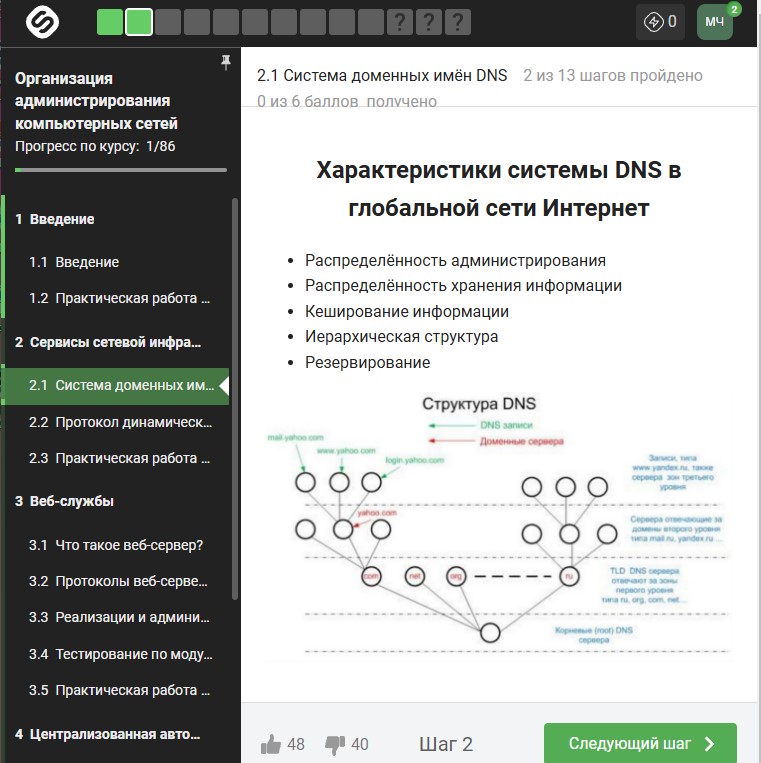 ? ? ?
0
МЧ
2
Организация
администрирования
компьютерных сетей
Прогресс по курсу: 1/86
1 Введение
1.1 Введение
1.2 Практическая работа ...
2 Сервисы сетевой инфра...
2.1 Система доменных им...
2.2 Протокол динамическ...
2.3 Практическая работа ...
3 Веб-службы
3.1 Что такое веб-сервер?
3.2 Протоколы веб-серве...
3.3 Реализации и админи...
3.4 Тестирование по моду...
3.5 Практическая работа ...
4 Централизованная авто...
2.1 Система доменных имён DNS 2 из 13 шагов пройдено
0 из 6 баллов получено
Характеристики системы DNS в
глобальной сети Интернет
Распределённость администрирования
Распределённость хранения информации
Кеширование информации
Иерархическая структура
Резервирование
Структура DNS
DNS записи
Доменные сервера
mail.yahoo.com
www.yahoo.com
login.yahoo.com
Записи, типа
www.yandex.ru, также
сервера зон третьего
уровня
yahoo.com
Сервера отвечающие за
домены второго уровня
типа mail.ru, yandex.ru ...
com
net
org
ru
TLD DNS сервера
отвечают за зоны
первого уровня
типа ru, org, com, net....
Корневые (root) DNS
сервера
48
40
Шаг 2
Следующий шаг